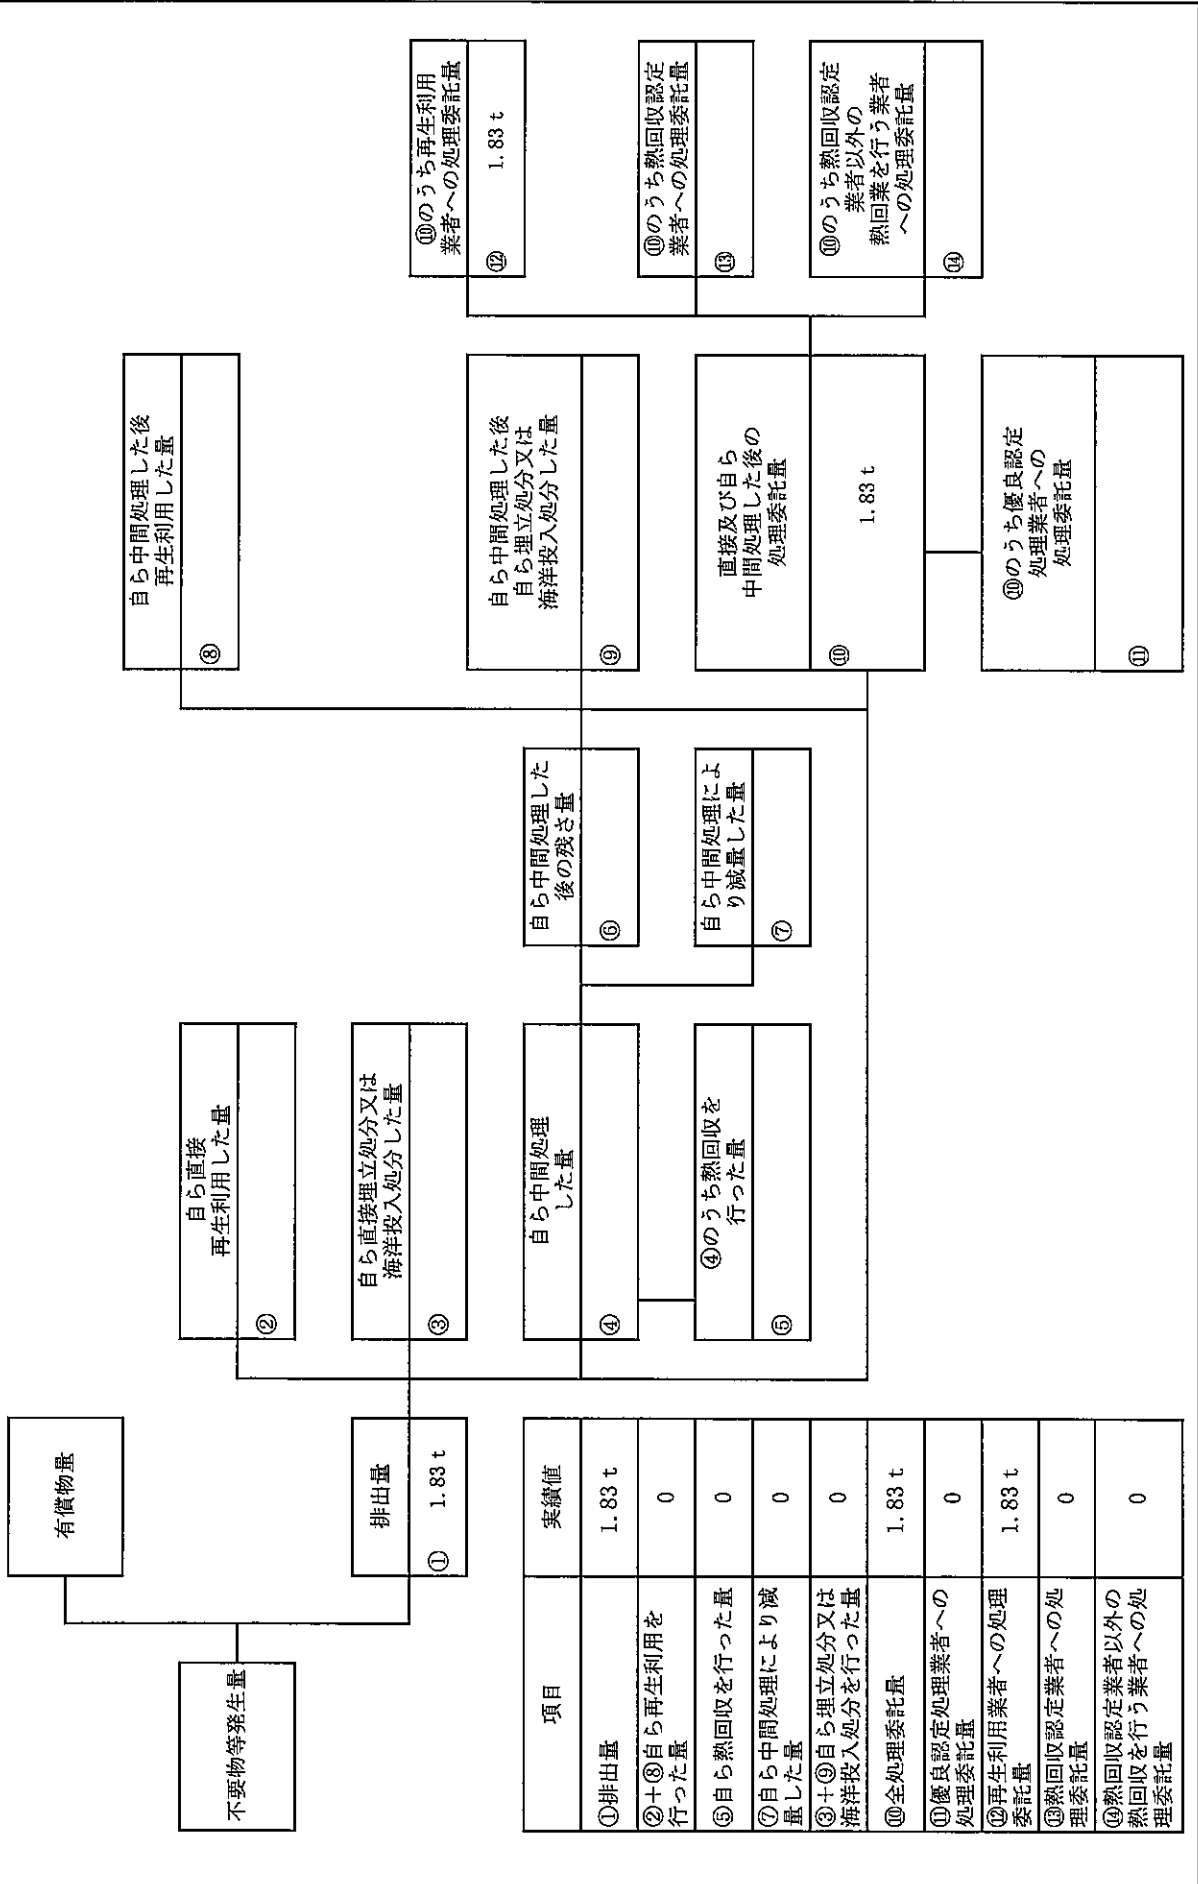 有償物量
不要物等発生量
排出量
① 1.83 t
自ら直接
再生利用した量
②
自ら直接埋立処分又は
海洋投入処分した量
③
自ら中間処理
した量
④
④のうち熱回収を
行った量
⑤
自ら中間処理した
後の残さ量
⑥
自ら中間処理によ
り減量した量
⑦
自ら中間処理した後
再生利用した量
⑧
自ら中間処理した後
自ら埋立処分又は
海洋投入処分した量
⑨
直接及び自ら
中間処理した後の
処理委託量
⑩ 1.83 t
⑩のうち優良認定
処理業者への
処理委託量
⑪
⑩のうち再生利用
業者への処理委託量
⑫ 1.83 t
⑩のうち熱回収認定
業者への処理委託量
⑬
⑩のうち熱回収認定
業者以外の
熱回業を行う業者
への処理委託量
⑭
項目 実績値
①排出量 1.83 t
②+⑧自ら再生利用を
行った量 0
⑤自ら熱回収を行った量 0
⑦自ら中間処理により減
量した量 0
③+⑨自ら埋立処分又は
海洋投入処分を行った量 0
⑩全処理委託量 1.83 t
⑪優良認定処理業者への
処理委託量 0
⑫再生利用業者への処理
委託量 1.83 t
⑬熱回収認定業者への処
理委託量 0
⑭熱回収認定業者以外の
熱回収を行う業者への処
理委託量 0